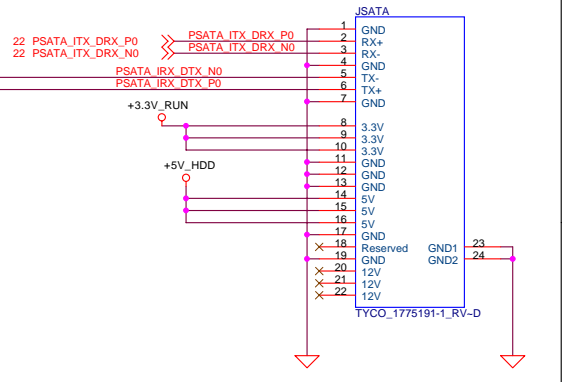 JSATA
1 GND
22 PSATA_ITX_DRX_P0 PSATA_ITX_DRX_P0 2 RX+
22 PSATA_ITX_DRX_N0 PSATA_ITX_DRX_N0 3 RX-
4 GND
PSATA_IRX_DTX_N0 5 TX-
PSATA_IRX_DTX_P0 6 TX+
7 GND
+3.3V_RUN
8 3.3V
9 3.3V
10 3.3V
11 GND
+5V_HDD
12 GND
13 GND
14 5V
15 5V
16 5V
17 GND
18 Reserved GND1 23
19 GND GND2 24
20 12V
21 12V
22 12V
TYCO_1775191-1_RV~D